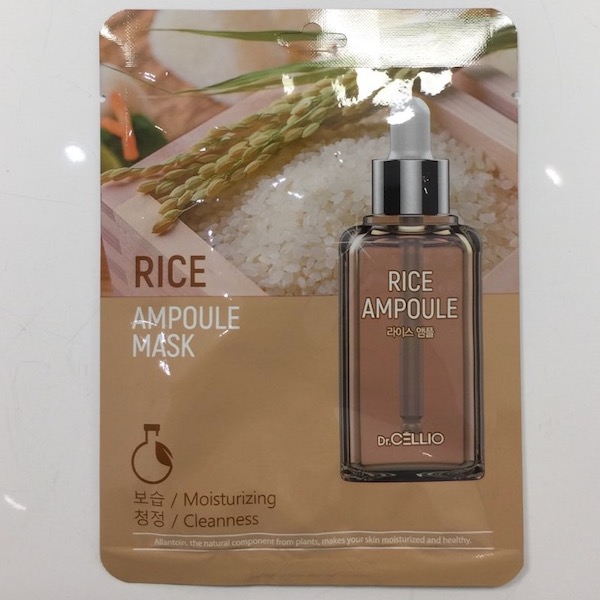 RICE
AMPOULE
MASK
RICE
AMPOULE
라이스 앰플
Dr.CELLIO
보습 / Moisturizing
청정 / Cleanness
Allantoin, the natural component from plants, makes your skin moisturized and healthy.